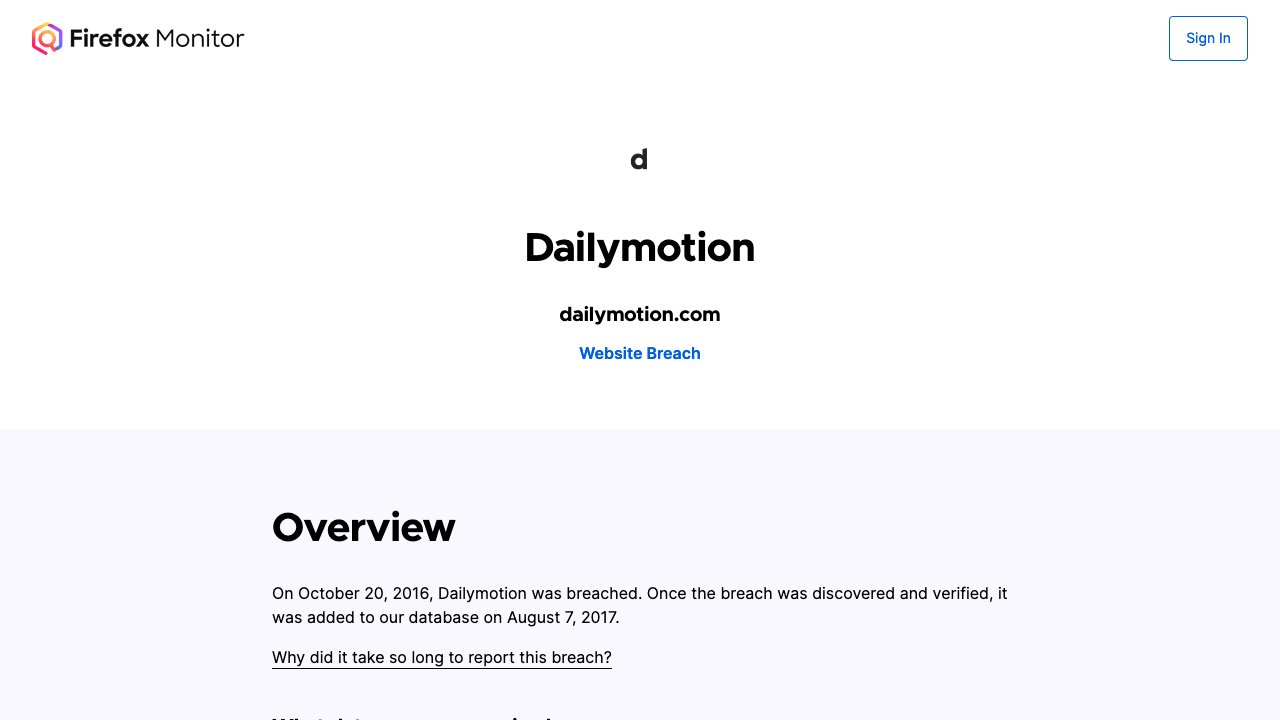 Firefox Monitor
Sign In
d
Dailymotion
dailymotion.com
Website Breach
Overview
On October 20, 2016, Dailymotion was breached. Once the breach was discovered and verified, it
was added to our database on August 7, 2017.
Why did it take so long to report this breach?